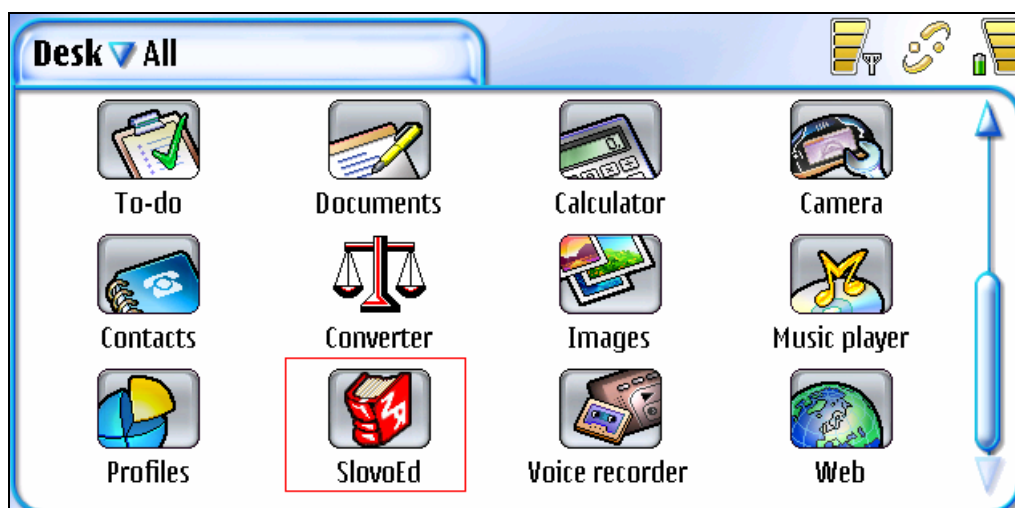 Desk All
To-do Documents Calculator Camera
Contacts Converter Images Music player
Profiles SlovoEd Voice recorder Web